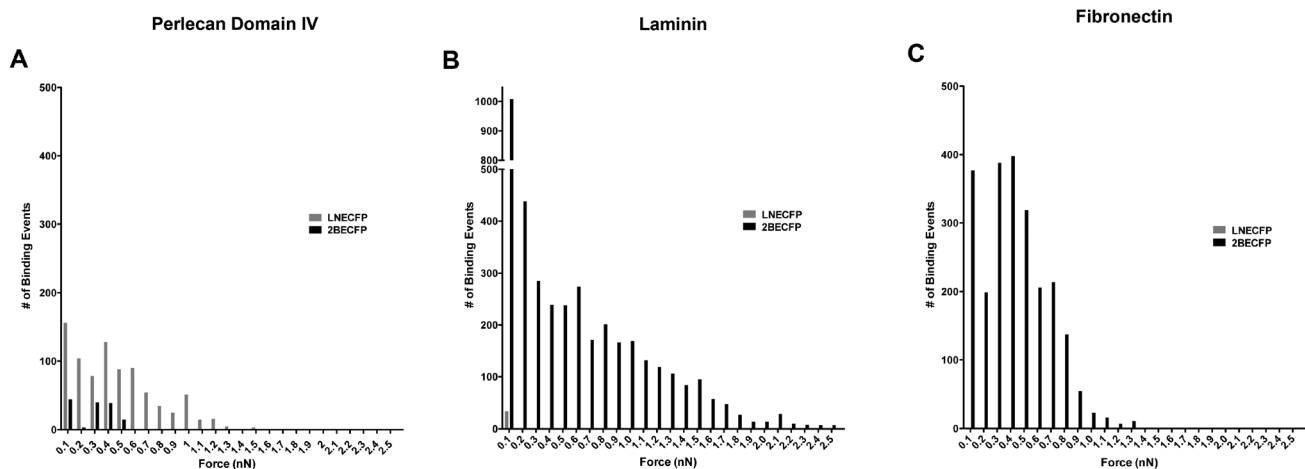 Perlecan Domain IV
A
# of Binding Events
500
400
300
200
100
0
LNECFP
2BECFP
0.1 0.2 0.3 0.4 0.5 0.6 0.7 0.8 0.9 1 1.1 1.2 1.3 1.4 1.5 1.6 1.7 1.8 1.9 2 2.1 2.2 2.3 2.4 2.5
Force (nN)
Laminin
B
# of Binding Events
1000
900
800
500
400
300
200
100
0
LNECFP
2BECFP
0.1 0.2 0.3 0.4 0.5 0.6 0.7 0.8 0.9 1.0 1.1 1.2 1.3 1.4 1.5 1.6 1.7 1.8 1.9 2.0 2.1 2.2 2.3 2.4 2.5
Force (nN)
Fibronectin
C
# of Binding Events
500
400
300
200
100
0
LNECFP
2BECFP
0.1 0.2 0.3 0.4 0.5 0.6 0.7 0.8 0.9 1.0 1.1 1.2 1.3 1.4 1.5 1.6 1.7 1.8 1.9 2.0 2.1 2.2 2.3 2.4 2.5
Force (nN)